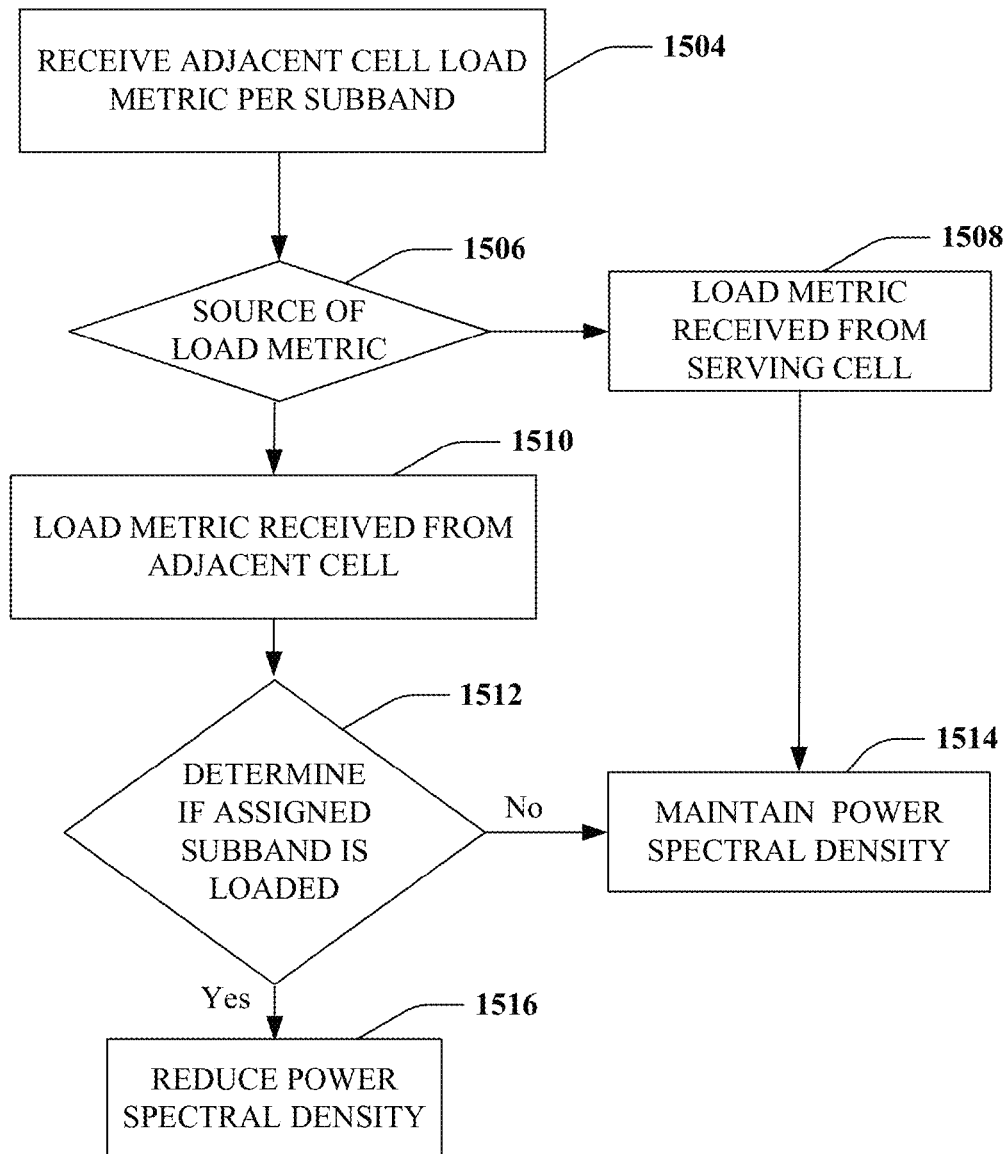 RECEIVE ADJACENT CELL LOAD
METRIC PER SUBBAND
1504
1506
SOURCE OF
LOAD METRIC
1508
LOAD METRIC
RECEIVED FROM
SERVING CELL
1510
LOAD METRIC RECEIVED FROM
ADJACENT CELL
1512
DETERMINE
IF ASSIGNED
SUBBAND IS
LOADED
No
1514
MAINTAIN POWER
SPECTRAL DENSITY
Yes
1516
REDUCE POWER
SPECTRAL DENSITY